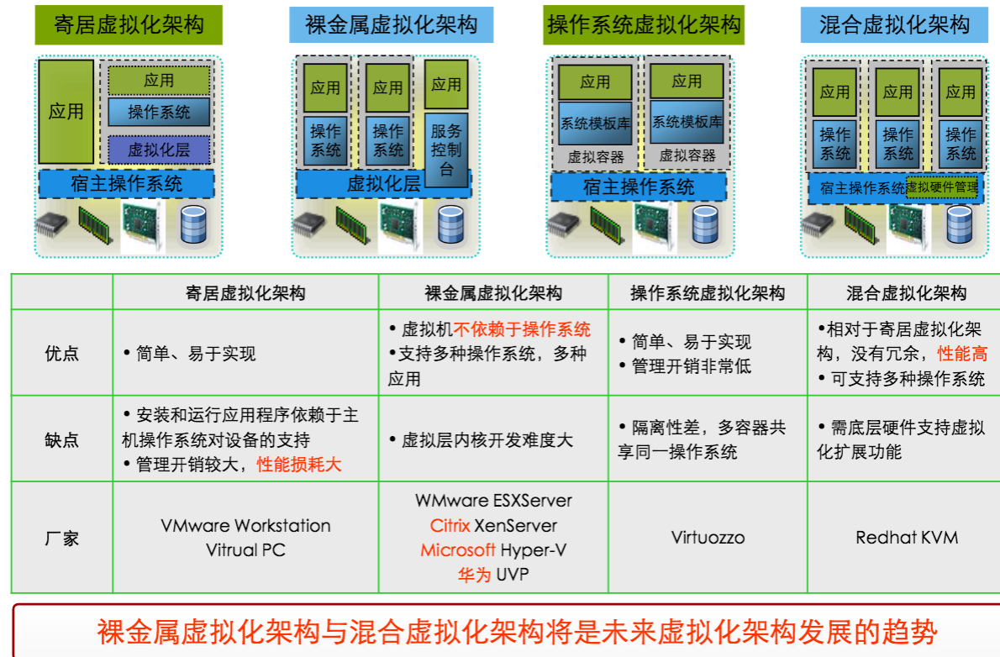 寄居虚拟化架构
裸金属虚拟化架构
操作系统虚拟化架构
混合虚拟化架构
应用
应用
操作系统
虚拟化层
宿主操作系统
应用
应用
应用
操作
系统
操作
系统
服务
控制
台
虚拟化层
应用
应用
系统模板库
系统模板库
虚拟容器
虚拟容器
宿主操作系统
应用
应用
应用
操作
系统
操作
系统
操作
系统
宿主操作系统
虚拟硬件管理
寄居虚拟化架构
裸金属虚拟化架构
操作系统虚拟化架构
混合虚拟化架构
优点
• 简单、易于实现
• 虚拟机不依赖于操作系统
•支持多种操作系统，多种
应用
• 简单、易于实现
• 管理开销非常低
•相对于寄居虚拟化架
构，没有冗余，性能高
• 可支持多种操作系统
缺点
• 安装和运行应用程序依赖于主
机操作系统对设备的支持
• 管理开销较大，性能损耗大
• 虚拟层内核开发难度大
• 隔离性差，多容器共
享同一操作系统
• 需底层硬件支持虚拟
化扩展功能
厂家
VMware Workstation
Vitrual PC
WMware ESXServer
Citrix XenServer
Microsoft Hyper-V
华为 UVP
Virtuozzo
Redhat KVM
裸金属虚拟化架构与混合虚拟化架构将是未来虚拟化架构发展的趋势